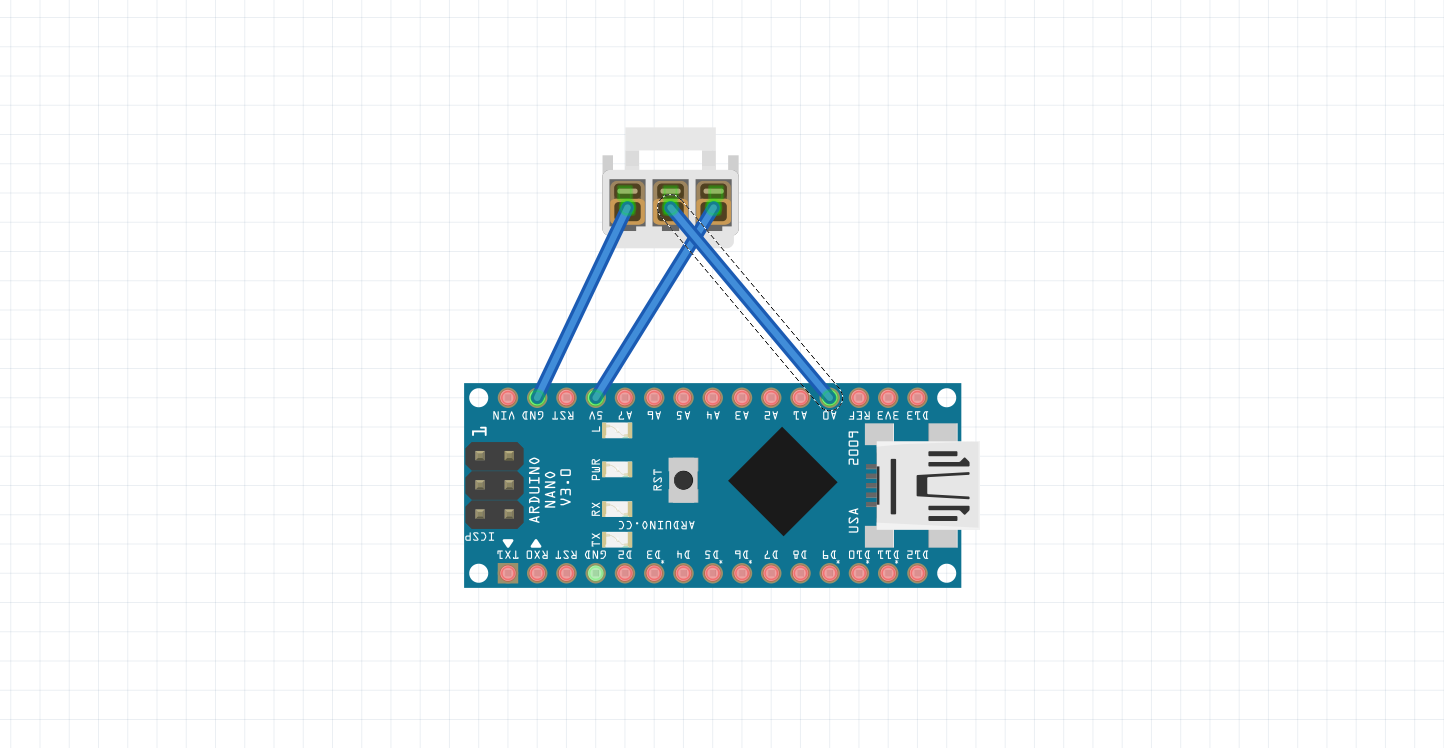 VIN GND RST 5V A7 A6 A5 A4 A3 A2 A1 A0 REF 3V3 D13
1
L
PWR
RX
TX
ARDUINO
NANO
V3.0
RST
ARDUINO.CC
2009
USA
ICSP
TX1 RX0 RST GND D2 D3 D4 D5 D6 D7 D8 D9 D10 D11 D12